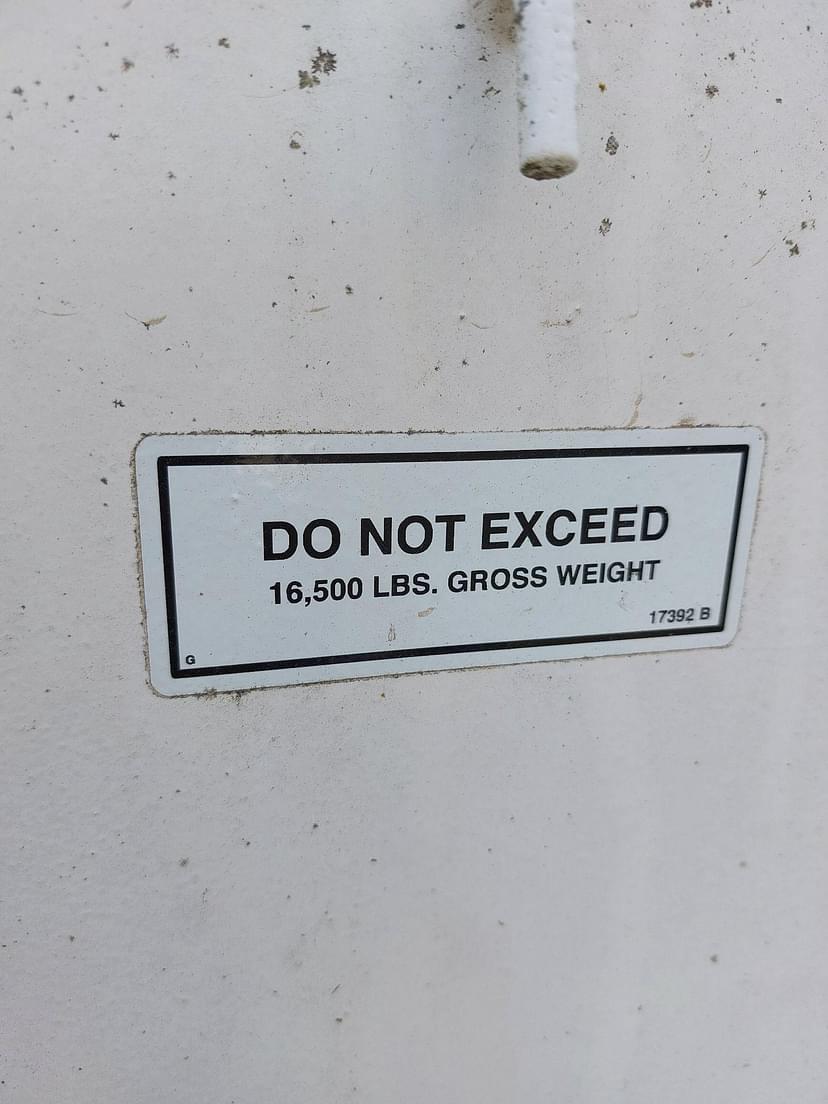 DO NOT EXCEED
16,500 LBS. GROSS WEIGHT
17392 B
G